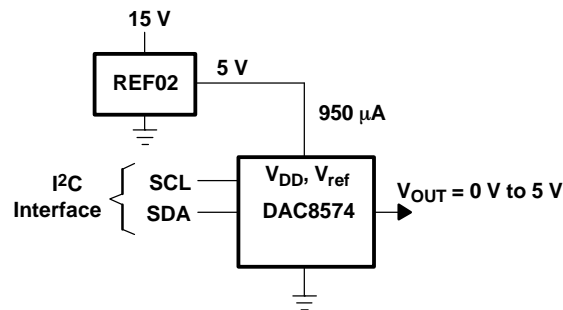 15 V
REF02
5 V
950 μA
I²C
Interface
SCL
SDA
V_DD, V_ref
DAC8574
V_OUT = 0 V to 5 V